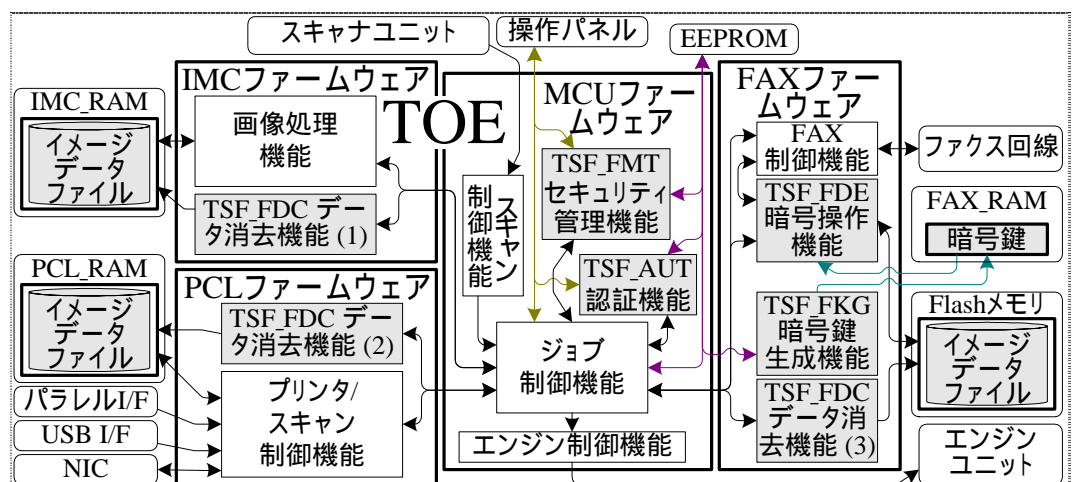 スキャナユニット
操作パネル
EEPROM
IMCファームウェア
TOE
MCUファー
ムウェア
FAXファー
ムウェア
IMC_RAM
イメージ
データ
ファイル
画像処理
機能
TSF_FDC デー
タ消去機能 (1)
スキャン
制御機能
TSF_FMT
セキュリティ
管理機能
TSF_AUT
認証機能
FAX
制御機能
TSF_FDE
暗号操作
機能
ファクス回線
FAX_RAM
暗号鍵
PCL_RAM
イメージ
データ
ファイル
PCLファームウェア
TSF_FDC デー
タ消去機能 (2)
ジョブ
制御機能
TSF_FKG
暗号鍵
生成機能
Flashメモリ
イメージ
データ
ファイル
パラレルI/F
USB I/F
NIC
プリンタ/
スキャン
制御機能
エンジン制御機能
TSF_FDC
データ消
去機能 (3)
エンジン
ユニット